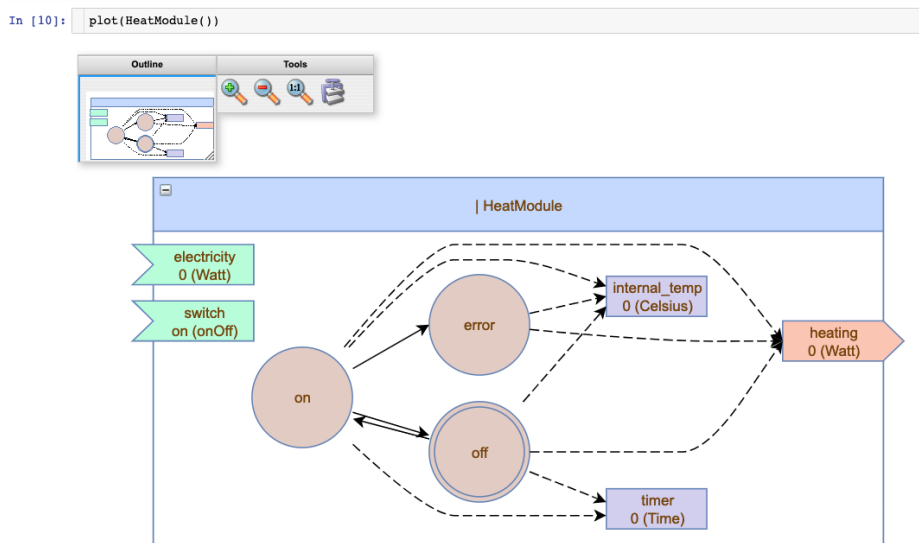 In [10]: plot(HeatModule())
Outline
Tools
1:1
| HeatModule
electricity
0 (Watt)
switch
on (onOff)
on
error
off
internal_temp
0 (Celsius)
heating
0 (Watt)
timer
0 (Time)